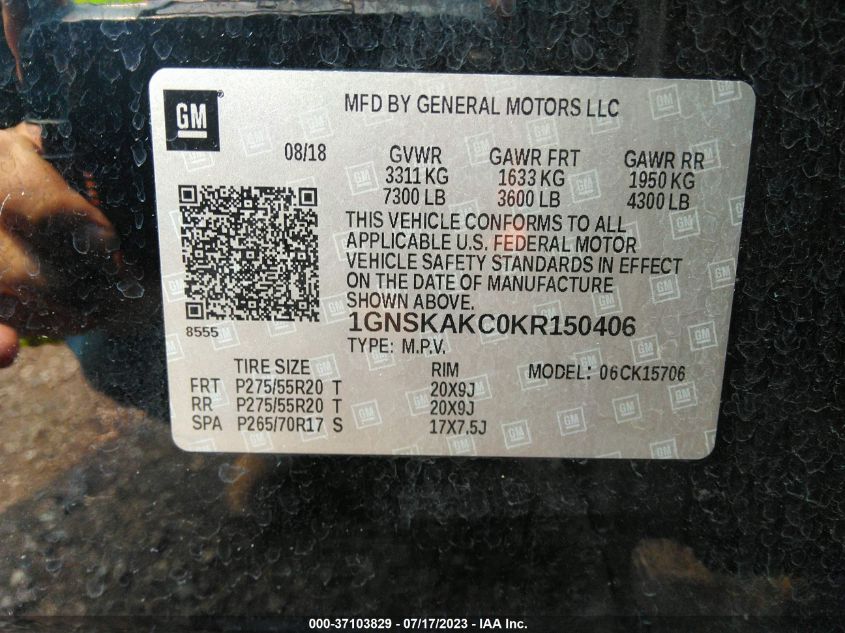 GM
MFD BY GENERAL MOTORS LLC
08/18 GVWR GAWR FRT GAWR RR
3311 KG 1633 KG 1950 KG
7300 LB 3600 LB 4300 LB
THIS VEHICLE CONFORMS TO ALL
APPLICABLE U.S. FEDERAL MOTOR
VEHICLE SAFETY STANDARDS IN EFFECT
ON THE DATE OF MANUFACTURE
SHOWN ABOVE.
8555
1GNSKAKC0KR150406
TYPE: M.P.V.
TIRE SIZE RIM MODEL: 06CK15706
FRT P275/55R20 T 20X9J
RR P275/55R20 T 20X9J
SPA P265/70R17 S 17X7.5J
000-37103829 - 07/17/2023 - IAA Inc.